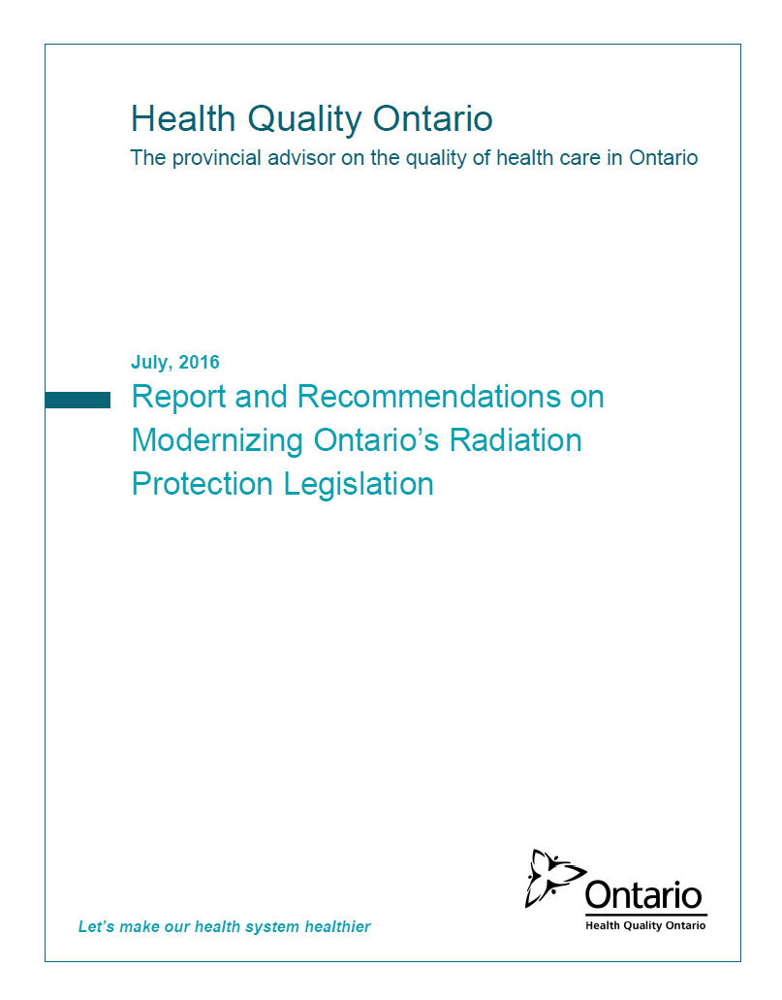 Health Quality Ontario
The provincial advisor on the quality of health care in Ontario
July, 2016
Report and Recommendations on
Modernizing Ontario’s Radiation
Protection Legislation
Let’s make our health system healthier
Ontario
Health Quality Ontario